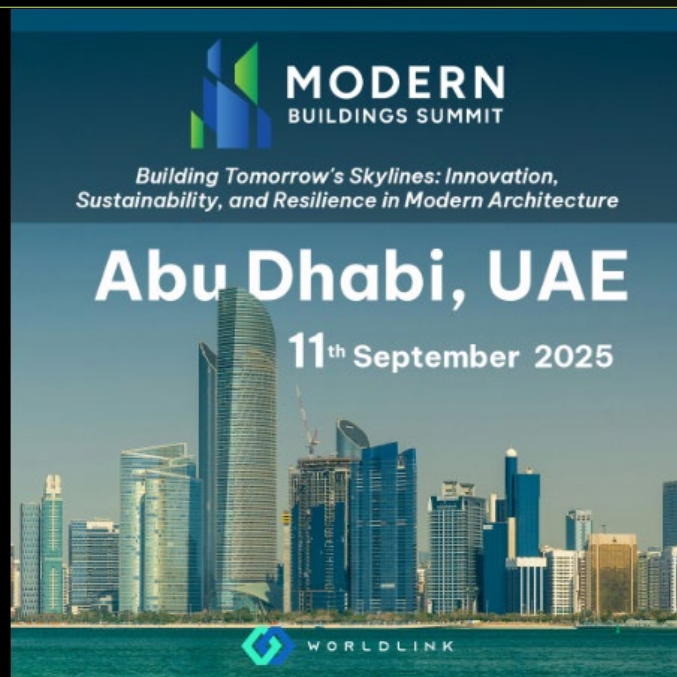 MODERN
BUILDINGS SUMMIT
Building Tomorrow's Skylines: Innovation,
Sustainability, and Resilience in Modern Architecture
Abu Dhabi, UAE
11th September 2025
WORLDLINK